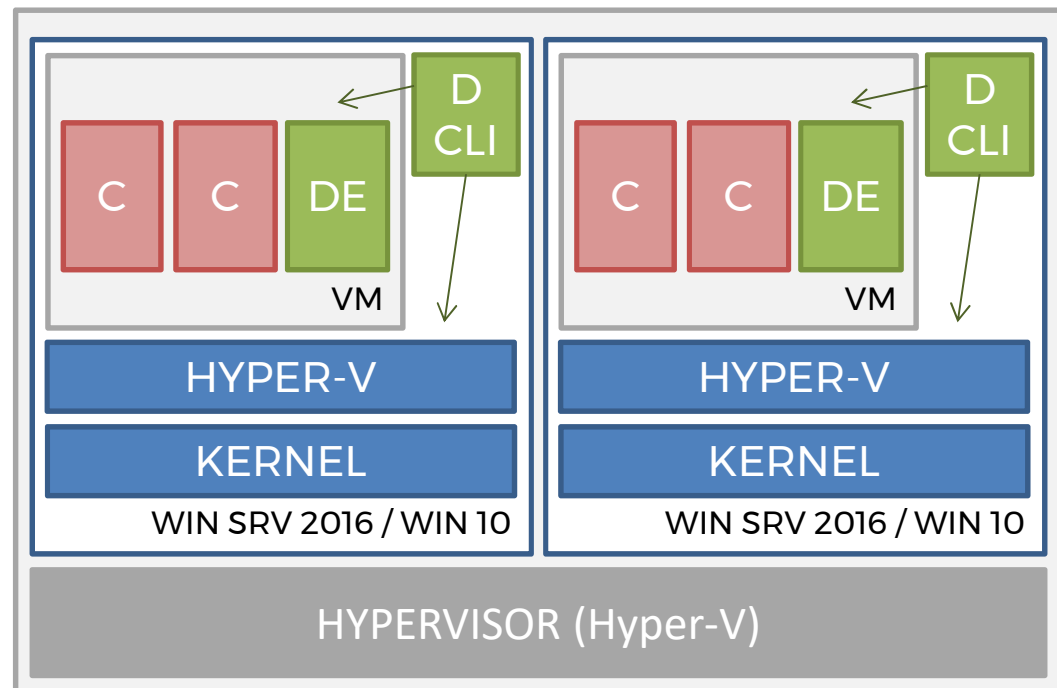 D
CLI
C
C
DE
VM
HYPER-V
KERNEL
WIN SRV 2016 / WIN 10
D
CLI
C
C
DE
VM
HYPER-V
KERNEL
WIN SRV 2016 / WIN 10
HYPERVISOR (Hyper-V)